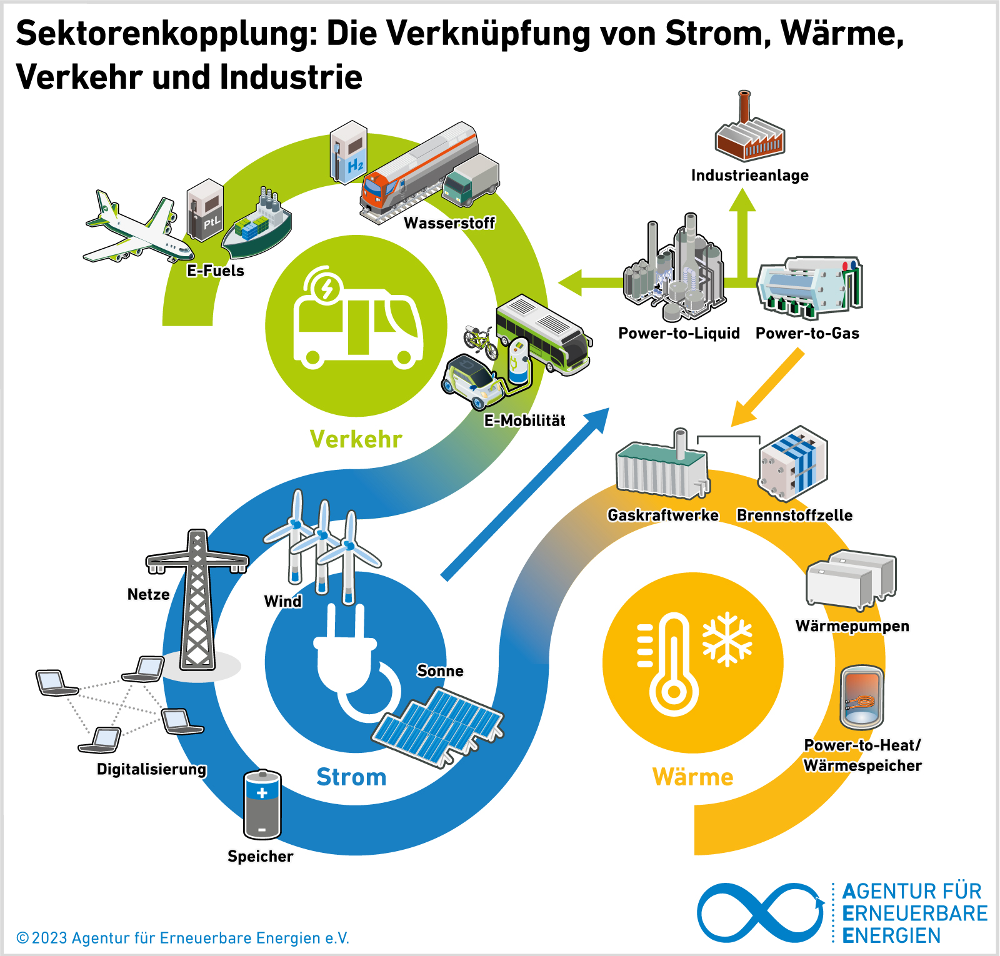 Sektorenkopplung: Die Verknüpfung von Strom, Wärme,
Verkehr und Industrie
Industrieanlage
H2
Wasserstoff
PtL
E-Fuels
Power-to-Liquid
Power-to-Gas
E-Mobilität
Verkehr
Gaskraftwerke
Brennstoffzelle
Netze
Wind
Wärmepumpen
Sonne
Power-to-Heat/
Wärmespeicher
Digitalisierung
Strom
Wärme
+
-
Speicher
AGENTUR FÜR
ERNEUERBARE
ENERGIEN
© 2023 Agentur für Erneuerbare Energien e.V.